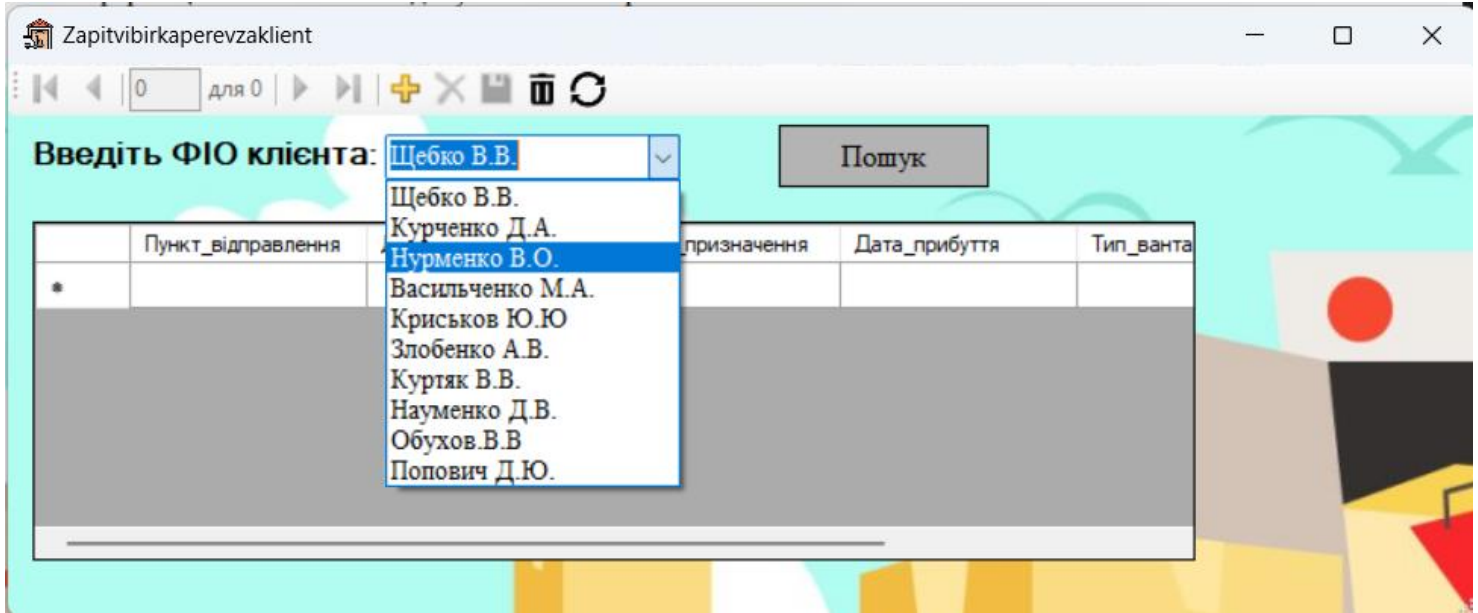 Zapitvibirkaperevzaklient
0 для 0
Введіть ФІО клієнта: Щебко В.В. Пошук
Щебко В.В.
Курченко Д.А.
Пункт_відправлення _призначення Дата_прибуття Тип_ванта
Нурменко В.О.
Васильченко М.А.
Криськов Ю.Ю
Злобенко А.В.
Куртяк В.В.
Науменко Д.В.
Обухов.В.В
Попович Д.Ю.